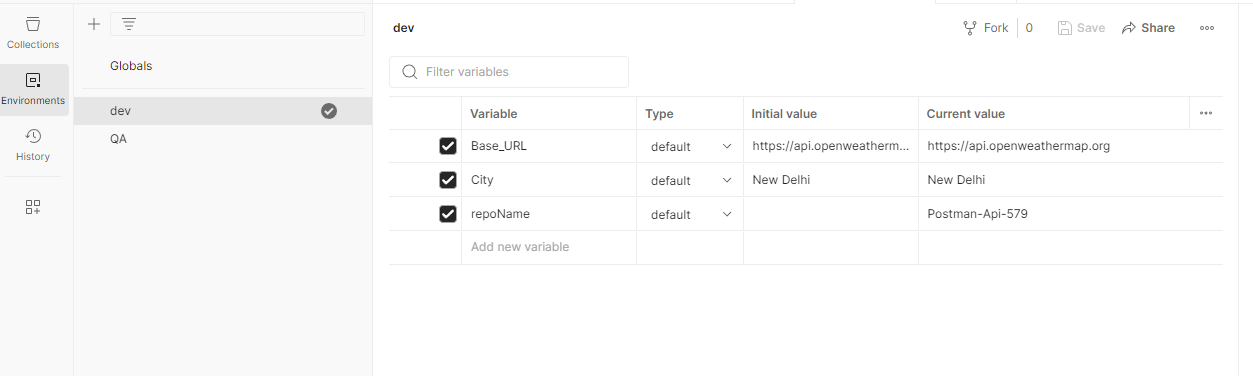 Collections
Environments
History
Globals
dev
QA
dev
Fork 0 Save Share
Filter variables
Variable Type Initial value Current value
Base_URL default https://api.openweatherm... https://api.openweathermap.org
City default New Delhi New Delhi
repoName default Postman-Api-579
Add new variable